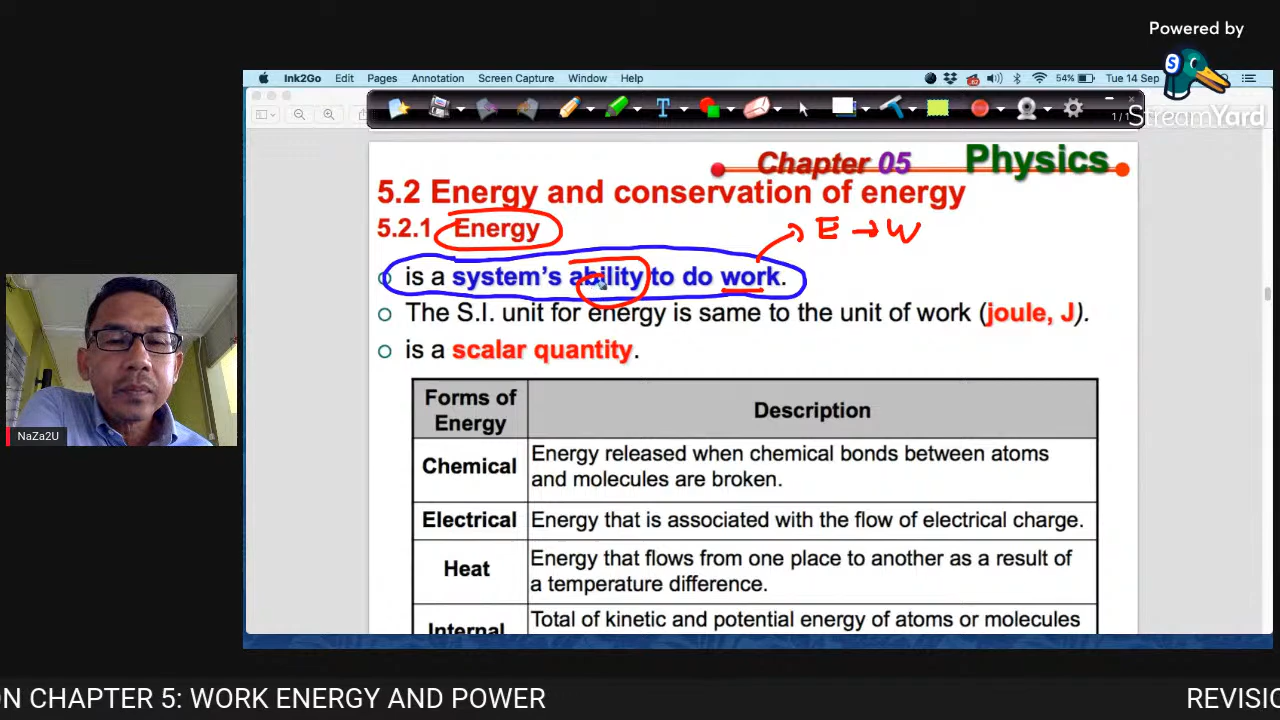 Powered by
S
StreamYard
Ink2Go Edit Pages Annotation Screen Capture Window Help 54% Tue 14 Sep
T
1/1
Chapter 05 Physics
5.2 Energy and conservation of energy
5.2.1 Energy
E → W
is a system's ability to do work.
The S.I. unit for energy is same to the unit of work (joule, J).
is a scalar quantity.
Forms of Energy Description
Chemical Energy released when chemical bonds between atoms
and molecules are broken.
Electrical Energy that is associated with the flow of electrical charge.
Heat Energy that flows from one place to another as a result of
a temperature difference.
Internal Total of kinetic and potential energy of atoms or molecules
NaZa2U
ON CHAPTER 5: WORK ENERGY AND POWER REVISIO